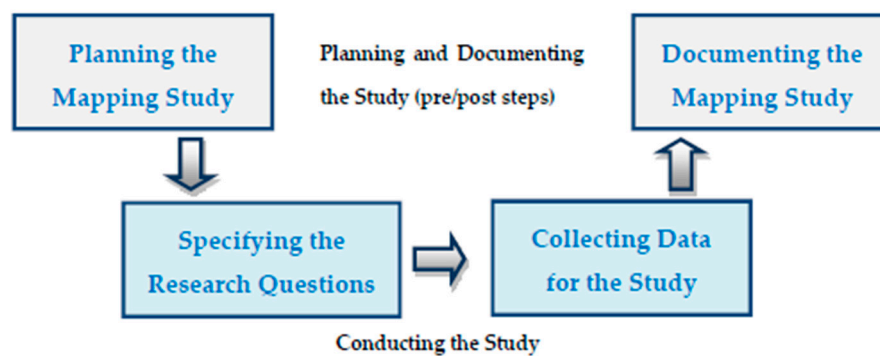 Planning the
Mapping Study
Planning and Documenting
the Study (pre/post steps)
Documenting the
Mapping Study
Specifying the
Research Questions
Collecting Data
for the Study
Conducting the Study